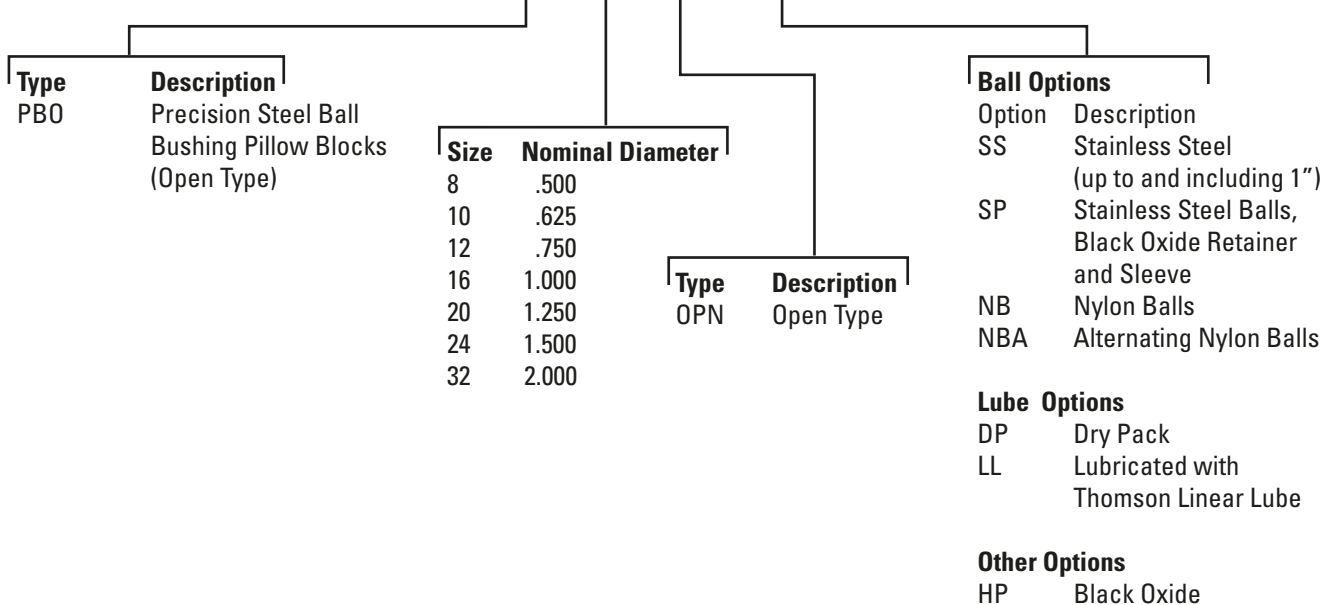 Type Description
PBO Precision Steel Ball
Bushing Pillow Blocks
(Open Type)
Size Nominal Diameter
8 .500
10 .625
12 .750
16 1.000
20 1.250
24 1.500
32 2.000
Type Description
OPN Open Type
Ball Options
Option Description
SS Stainless Steel
(up to and including 1”)
SP Stainless Steel Balls,
Black Oxide Retainer
and Sleeve
NB Nylon Balls
NBA Alternating Nylon Balls
Lube Options
DP Dry Pack
LL Lubricated with
Thomson Linear Lube
Other Options
HP Black Oxide